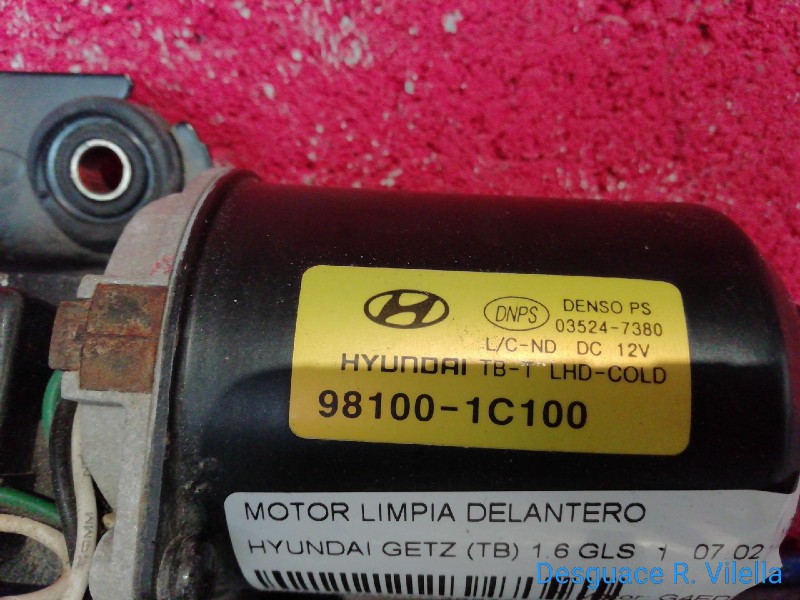 DNPS DENSO PS
03524-7380
L/C-ND DC 12V
HYUNDAI TB-T LHD-COLD
98100-1C100
MOTOR LIMPIA DELANTERO
HYUNDAI GETZ (TB) 1.6 GLS 1 07.02
Desguace R. Vilella